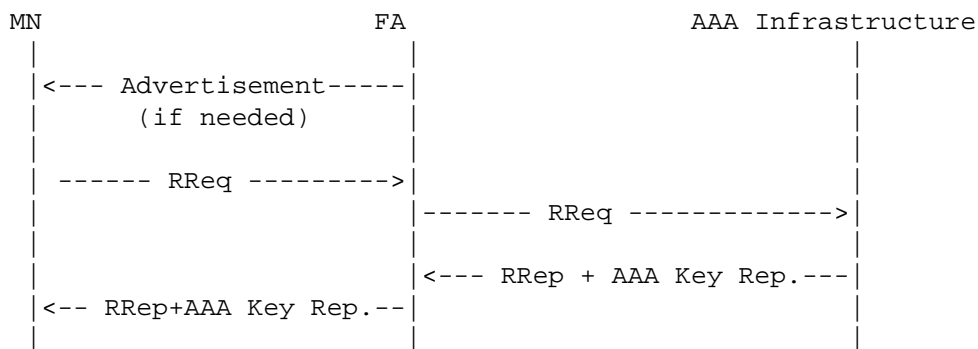 MN FA AAA Infrastructure
<--- Advertisement-----
(if needed)
------ RReq --------->
------- RReq ------------->
<--- RRep + AAA Key Rep.---
<-- RRep+AAA Key Rep.--